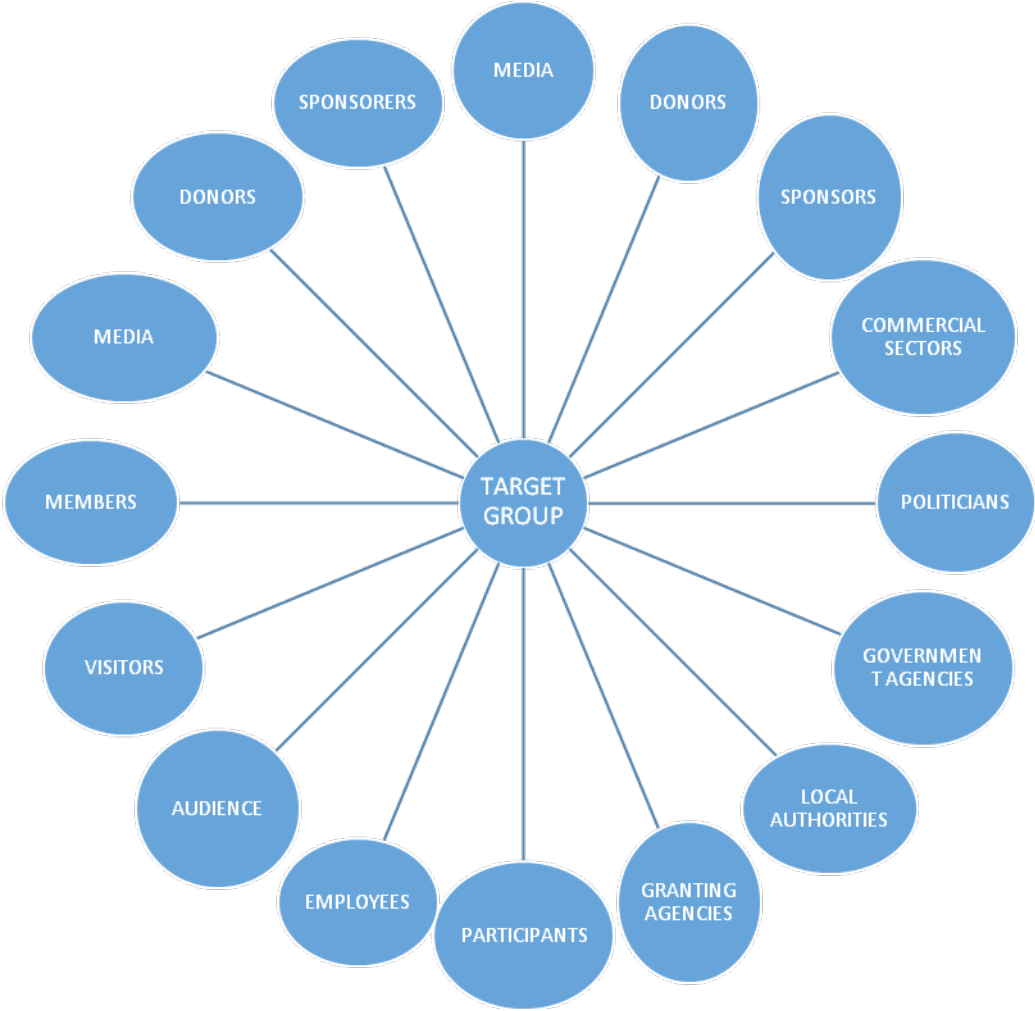 MEDIA
DONORS
SPONSORS
COMMERCIAL
SECTORS
POLITICIANS
GOVERNMEN
T AGENCIES
LOCAL
AUTHORITIES
GRANTING
AGENCIES
PARTICIPANTS
EMPLOYEES
AUDIENCE
VISITORS
MEMBERS
MEDIA
DONORS
SPONSORERS
TARGET
GROUP